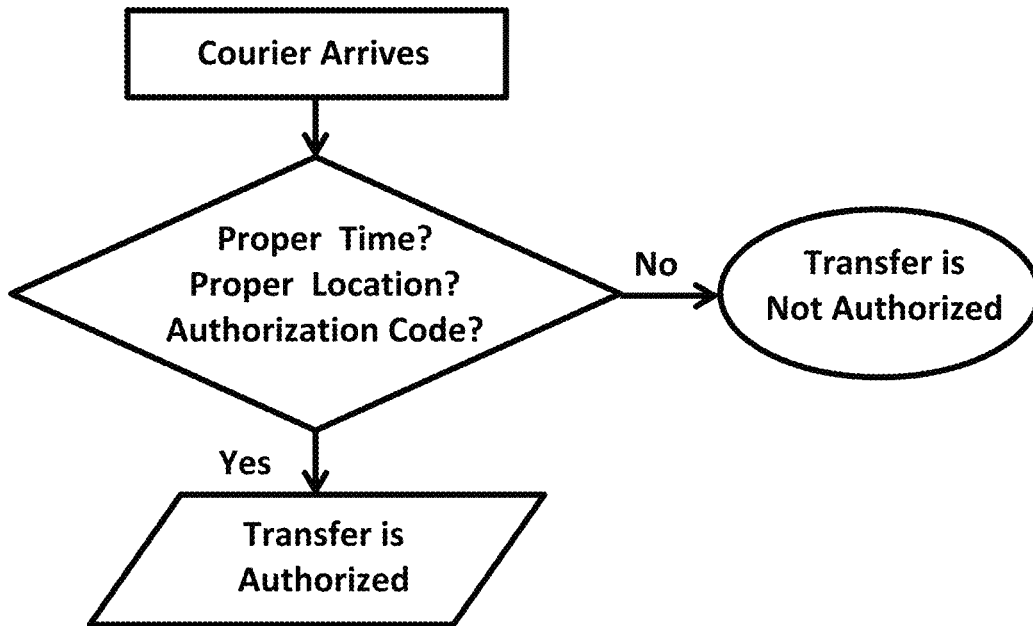 Courier Arrives
Proper Time?
Proper Location?
Authorization Code?
No
Transfer is
Not Authorized
Yes
Transfer is
Authorized